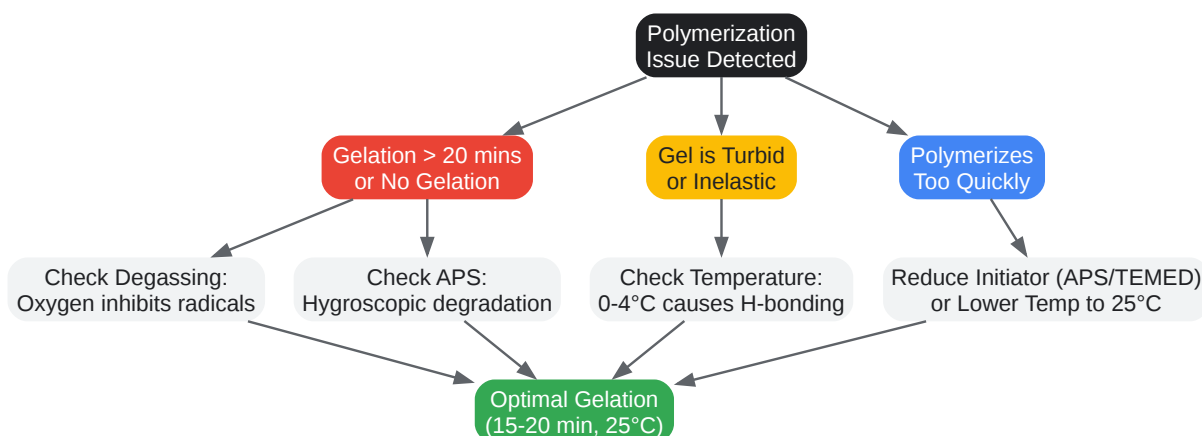 Polymerization
Issue Detected
Gelation > 20 mins
or No Gelation
Gel is Turbid
or Inelastic
Polymerizes
Too Quickly
Check Degassing:
Oxygen inhibits radicals
Check APS:
Hygroscopic degradation
Check Temperature:
0-4°C causes H-bonding
Reduce Initiator (APS/TEMED)
or Lower Temp to 25°C
Optimal Gelation
(15-20 min, 25°C)